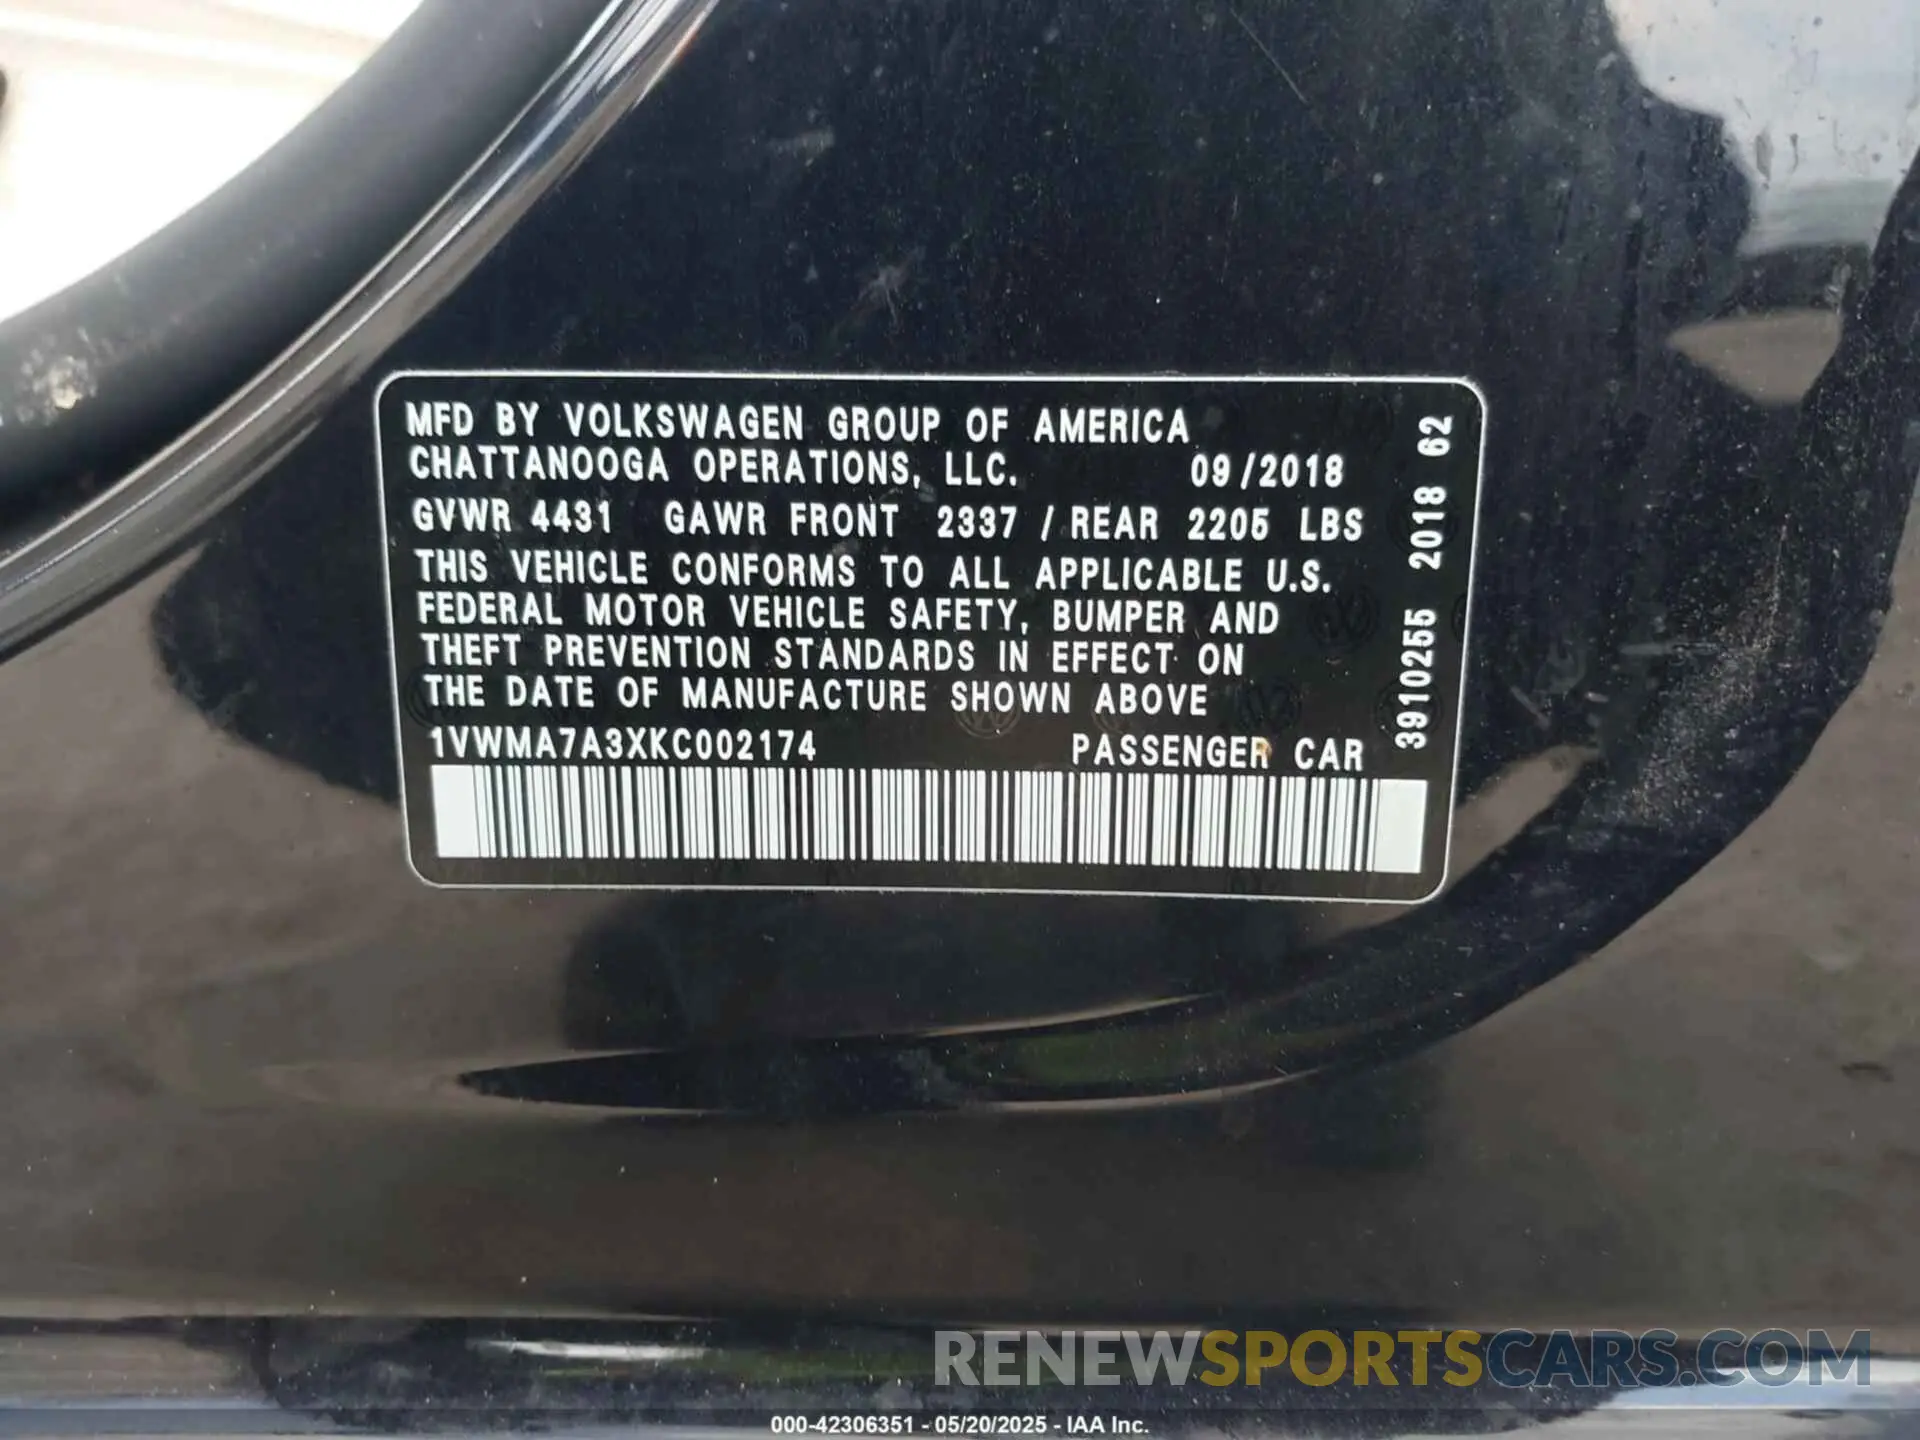 MFD BY VOLKSWAGEN GROUP OF AMERICA
CHATTANOOGA OPERATIONS, LLC. 09/2018
GVWR 4431 GAWR FRONT 2337 / REAR 2205 LBS
THIS VEHICLE CONFORMS TO ALL APPLICABLE U.S.
FEDERAL MOTOR VEHICLE SAFETY, BUMPER AND
THEFT PREVENTION STANDARDS IN EFFECT ON
THE DATE OF MANUFACTURE SHOWN ABOVE
1VWMA7A3XKC002174 PASSENGER CAR
3910255 2018 62
RENEWSPORTSCARS.COM
000-42306351 - 05/20/2025 - IAA Inc.